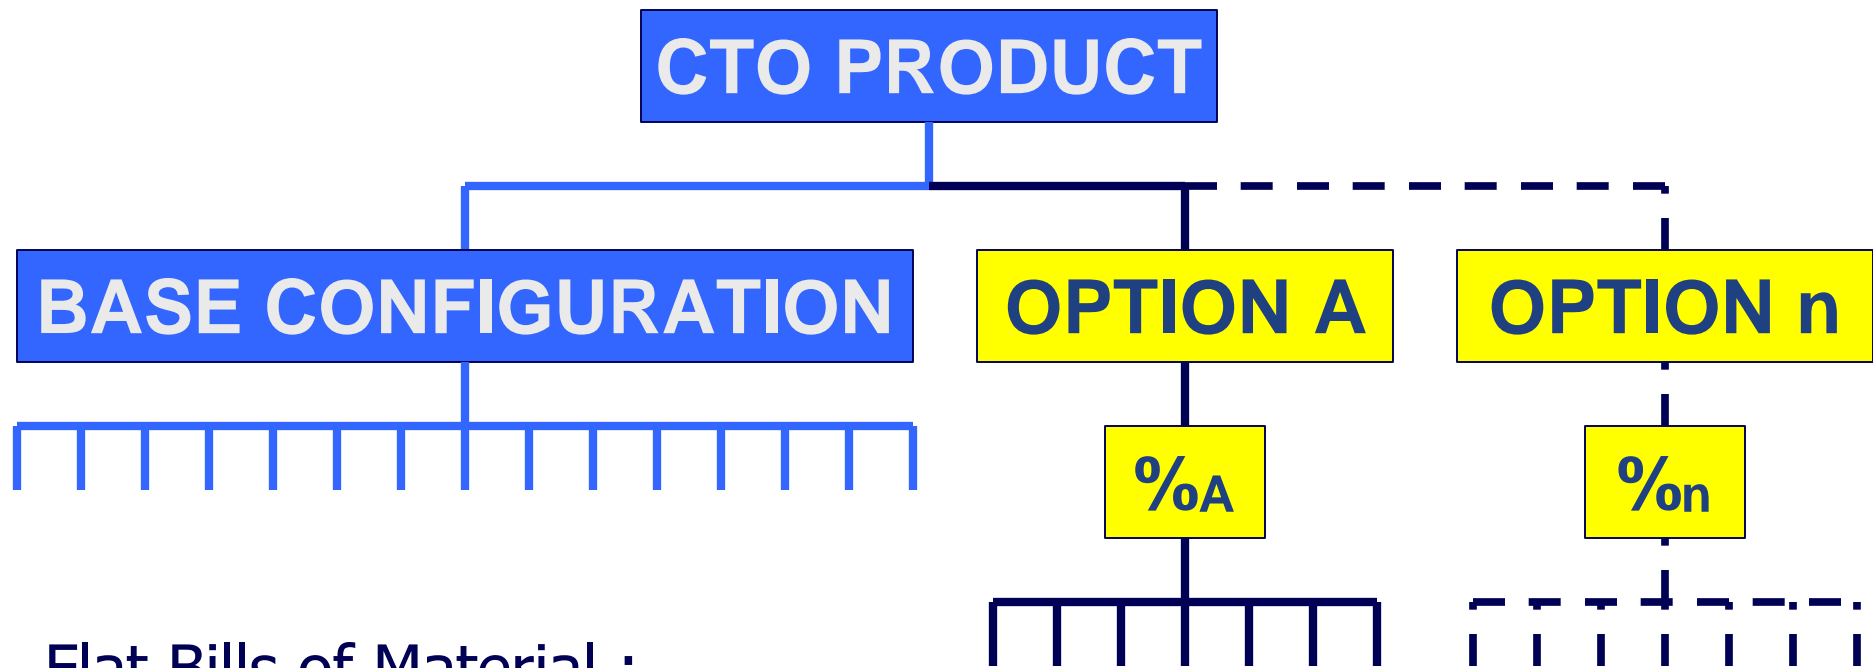 CTO PRODUCT
BASE CONFIGURATION
OPTION A
OPTION n
%A
%n
Flat Bills of Material :